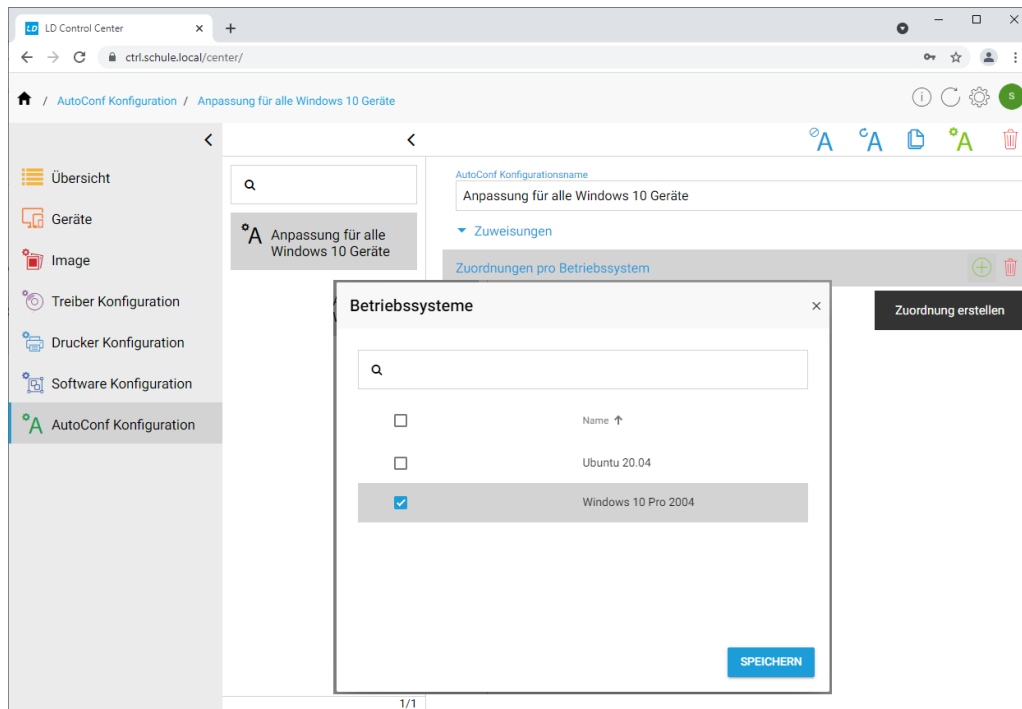 LD LD Control Center
ctrl.schule.local/center/
/ AutoConf Konfiguration / Anpassung für alle Windows 10 Geräte
S
Übersicht
Geräte
Image
Treiber Konfiguration
Drucker Konfiguration
Software Konfiguration
A AutoConf Konfiguration
A Anpassung für alle
Windows 10 Geräte
1/1
A A A
AutoConf Konfigurationsname
Anpassung für alle Windows 10 Geräte
Zuweisungen
Zuordnungen pro Betriebssystem
Zuordnung erstellen
Betriebssysteme
Name
Ubuntu 20.04
Windows 10 Pro 2004
SPEICHERN